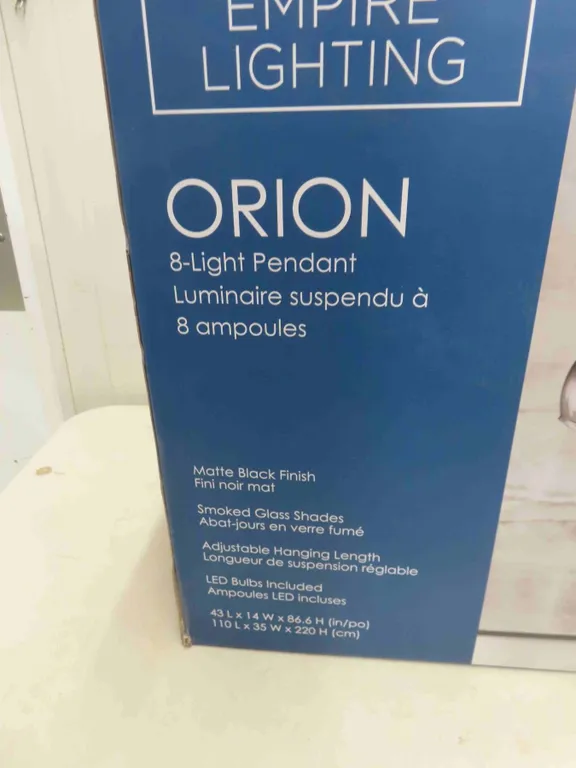 EMPIRE
LIGHTING
ORION
8-Light Pendant
Luminaire suspendu à
8 ampoules
Matte Black Finish
Fini noir mat
Smoked Glass Shades
Abat-jours en verre fumé
Adjustable Hanging Length
Longueur de suspension réglable
LED Bulbs Included
Ampoules LED incluses
43 L x 14 W x 86.6 H (in/po)
110 L x 35 W x 220 H (cm)